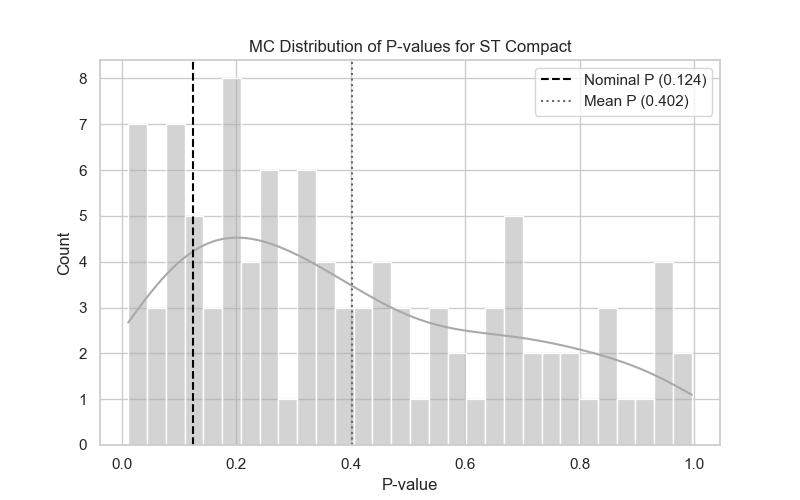 MC Distribution of P-values for ST Compact
Nominal P (0.124)
Mean P (0.402)
8
7
6
5
4
3
2
1
0
Count
0.0 0.2 0.4 0.6 0.8 1.0
P-value